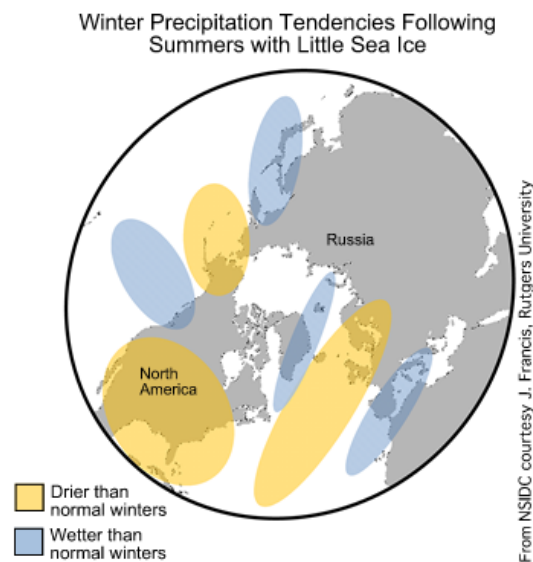 Winter Precipitation Tendencies Following
Summers with Little Sea Ice
Russia
North
America
Drier than
normal winters
Wetter than
normal winters
From NSIDC courtesy J. Francis, Rutgers University